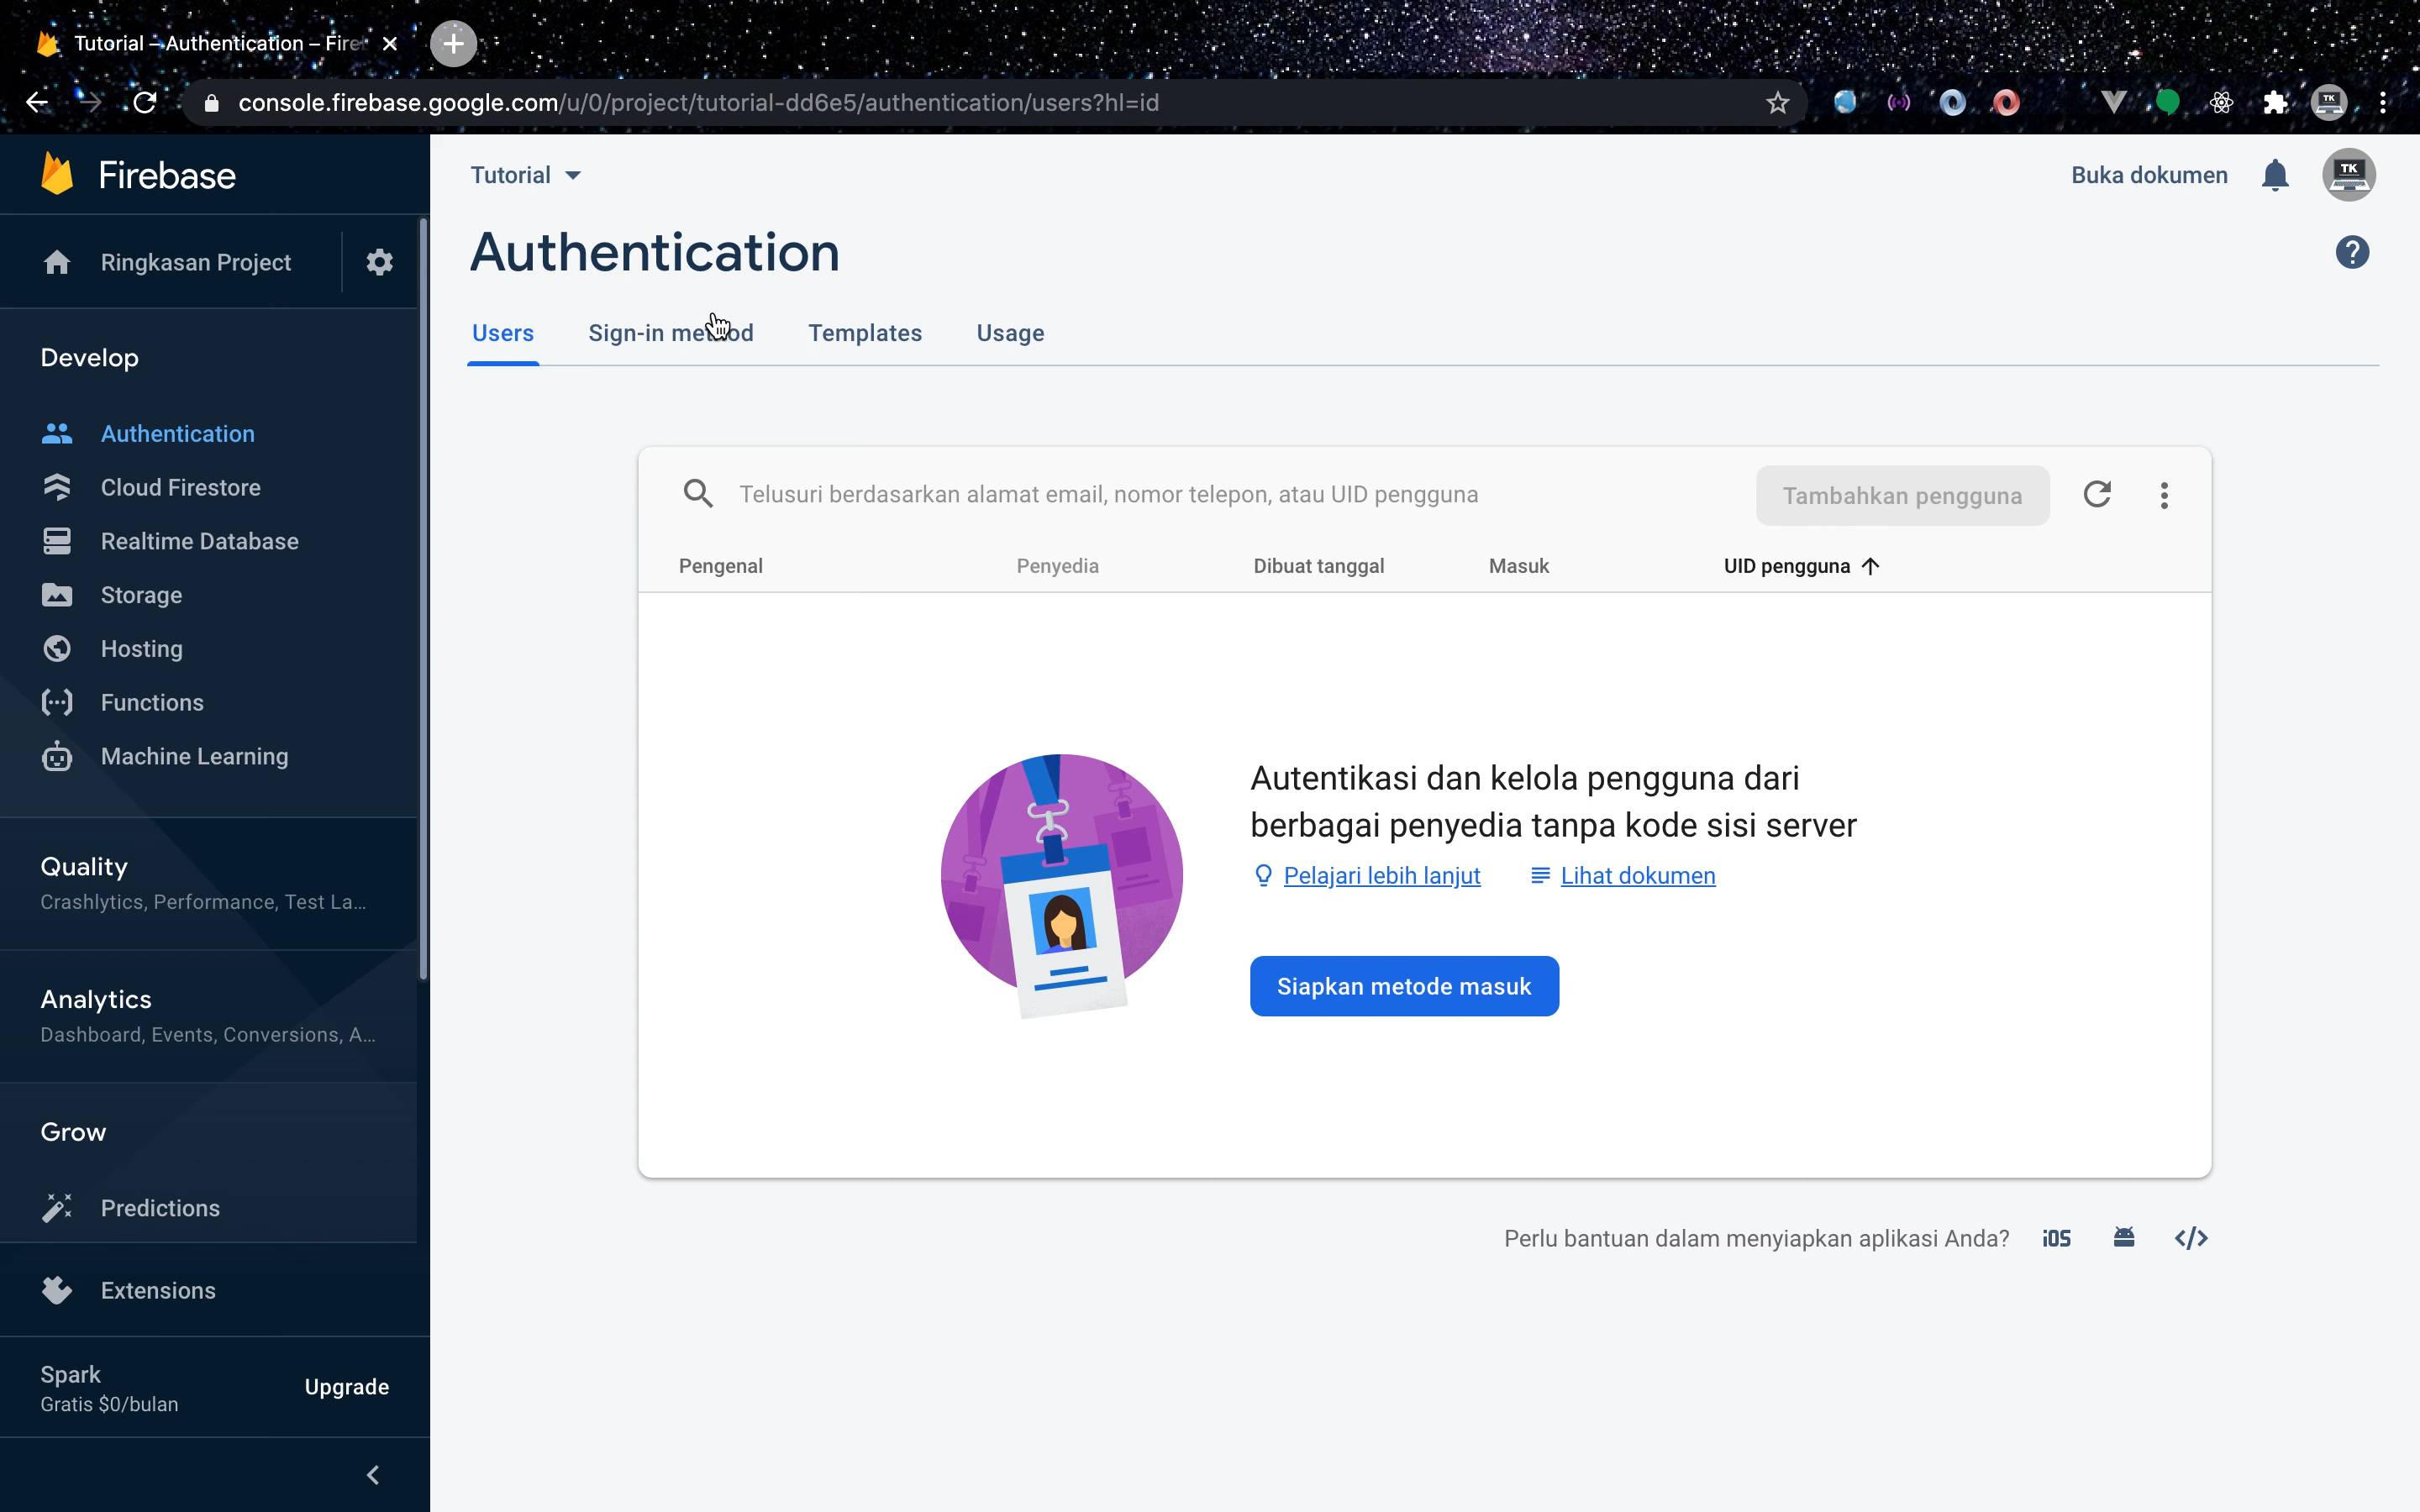 Tutorial – Authentication – Fire
console.firebase.google.com/u/0/project/tutorial-dd6e5/authentication/users?hl=id
TK
Firebase
Tutorial
Buka dokumen
TK
Ringkasan Project
Authentication
?
Users
Sign-in method
Templates
Usage
Develop
Authentication
Cloud Firestore
Realtime Database
Storage
Hosting
Functions
Machine Learning
Quality
Crashlytics, Performance, Test La...
Analytics
Dashboard, Events, Conversions, A...
Grow
Predictions
Extensions
Spark
Gratis $0/bulan
Upgrade
Telusuri berdasarkan alamat email, nomor telepon, atau UID pengguna
Tambahkan pengguna
Pengenal
Penyedia
Dibuat tanggal
Masuk
UID pengguna
Autentikasi dan kelola pengguna dari
berbagai penyedia tanpa kode sisi server
Pelajari lebih lanjut
Lihat dokumen
Siapkan metode masuk
Perlu bantuan dalam menyiapkan aplikasi Anda?
iOS